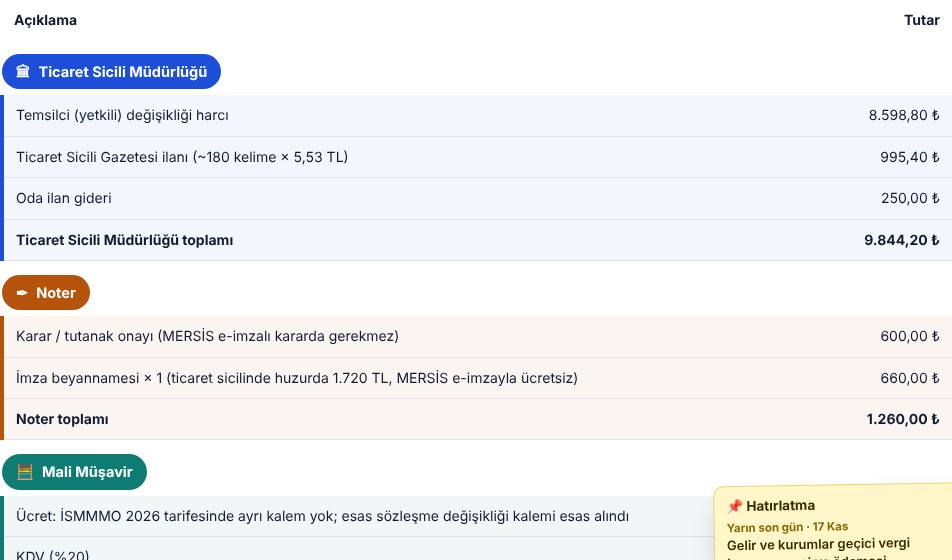 Açıklama Tutar
Ticaret Sicili Müdürlüğü
Temsilci (yetkili) değişikliği harcı 8.598,80 ₺
Ticaret Sicili Gazetesi ilanı (~180 kelime × 5,53 TL) 995,40 ₺
Oda ilan gideri 250,00 ₺
Ticaret Sicili Müdürlüğü toplamı 9.844,20 ₺
Noter
Karar / tutanak onayı (MERSİS e-imzalı kararda gerekmez) 600,00 ₺
İmza beyannamesi × 1 (ticaret sicilinde huzurda 1.720 TL, MERSİS e-imzayla ücretsiz) 660,00 ₺
Noter toplamı 1.260,00 ₺
Mali Müşavir
Ücret: İSMMMO 2026 tarifesinde ayrı kalem yok; esas sözleşme değişikliği kalemi esas alındı
KDV (%20)
Hatırlatma
Yarın son gün · 17 Kas
Gelir ve kurumlar geçici vergi